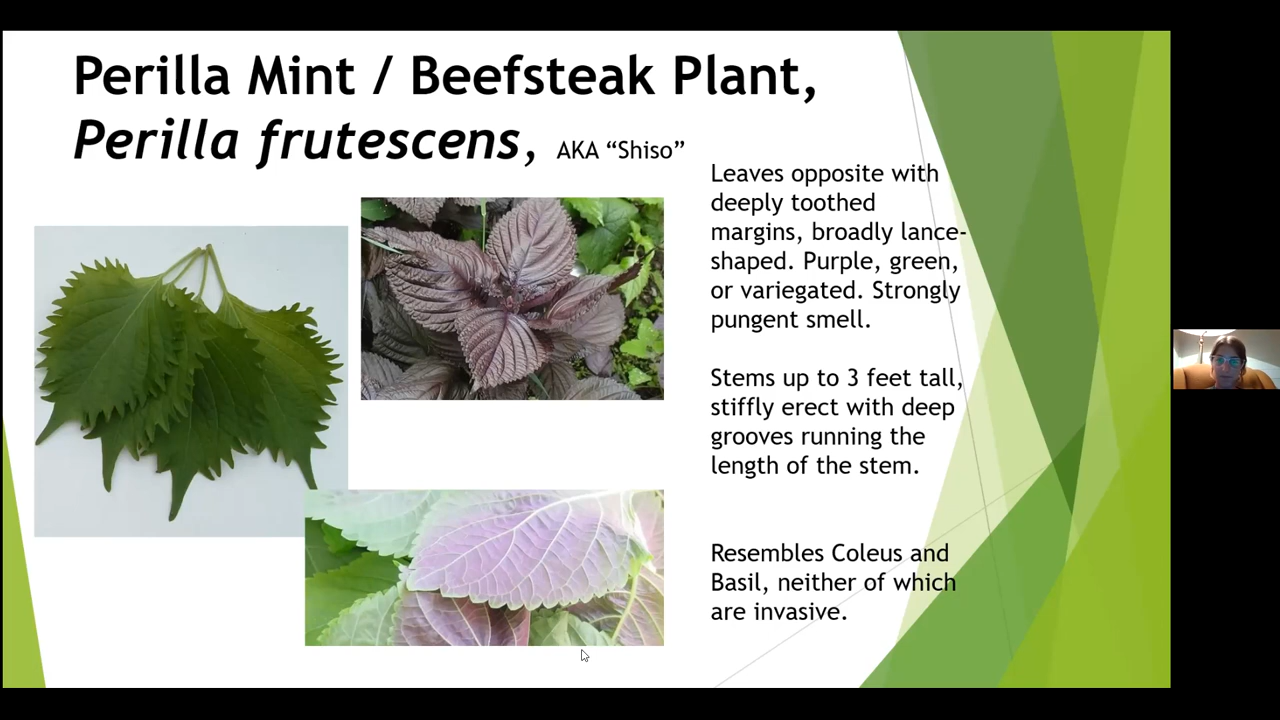 Perilla Mint / Beefsteak Plant,
Perilla frutescens, AKA “Shiso”
Leaves opposite with
deeply toothed
margins, broadly lance-
shaped. Purple, green,
or variegated. Strongly
pungent smell.
Stems up to 3 feet tall,
stiffly erect with deep
grooves running the
length of the stem.
Resembles Coleus and
Basil, neither of which
are invasive.